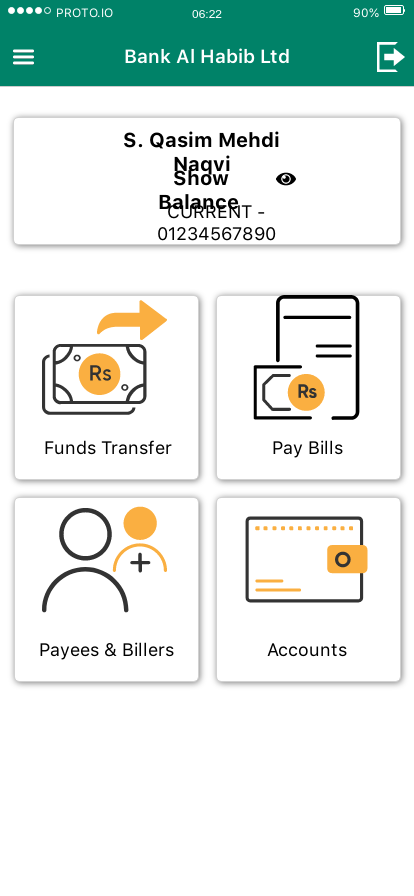 PROTO.IO 06:22 90%
Bank Al Habib Ltd
S. Qasim Mehdi
Naqvi
Show
Balance
CURRENT -
01234567890
Rs
Funds Transfer
Rs
Pay Bills
Payees & Billers
Accounts